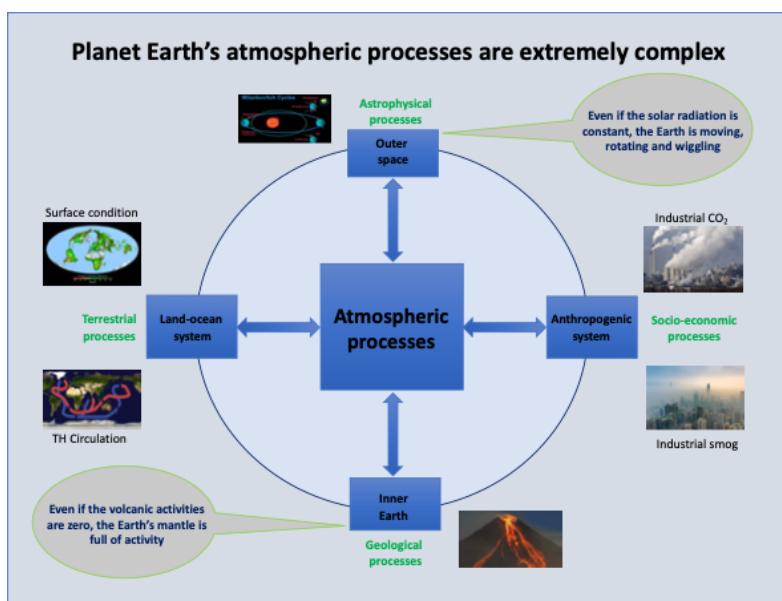 Planet Earth's atmospheric processes are extremely complex
Astrophysical
processes
Outer
space
Even if the solar radiation is
constant, the Earth is moving,
rotating and wiggling
Surface condition
Industrial CO₂
Terrestrial
processes
Land-ocean
system
Atmospheric
processes
Anthropogenic
system
Socio-economic
processes
TH Circulation
Industrial smog
Even if the volcanic activities
are zero, the Earth's mantle is
full of activity
Inner
Earth
Geological
processes